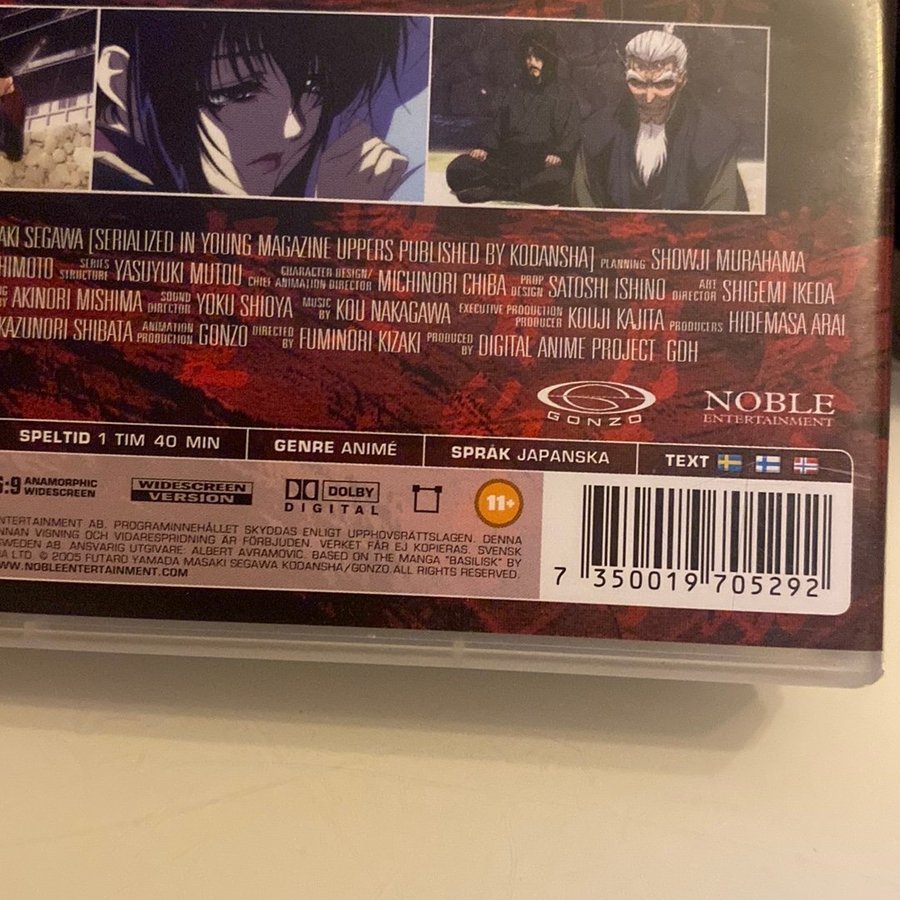 AKI SEGAWA [SERIALIZED IN YOUNG MAGAZINE UPPERS PUBLISHED BY KODANSHA] PLANNING SHOWJI MURAHAMA
HIMOTO SERIES STRUCTURE YASUYUKI MUTOU CHARACTER DESIGN/ CHIEF ANIMATION DIRECTOR MICHINORI CHIBA PROP DESIGN SATOSHI ISHINO ART DIRECTOR SHIGEMI IKEDA
AKINORI MISHIMA SOUND DIRECTOR YOKU SHIOYA MUSIC BY KOU NAKAGAWA EXECUTIVE PRODUCTION PRODUCER KOUJI KAJITA PRODUCERS HIDEMASA ARAI
KAZUNORI SHIBATA ANIMATION PRODUCTION GONZO DIRECTED BY FUMINORI KIZAKI PRODUCED BY DIGITAL ANIME PROJECT GDH
GONZO
NOBLE
ENTERTAINMENT
SPELTID 1 TIM 40 MIN GENRE ANIMÉ SPRÅK JAPANSKA TEXT
6:9 ANAMORPHIC WIDESCREEN
WIDESCREEN
VERSION
DOLBY
DIGITAL
11+
NTERTAINMENT AB. PROGRAMINNEHÅLLET SKYDDAS ENLIGT UPPHOVSRÄTTSLAGEN. DENNA
NNAN VISNING OCH VIDARESPRIDNING ÄR FÖRBJUDEN. VERKET FÅR EJ KOPIERAS. SVENSK
SWEDEN AB. ANSVARIG UTGIVARE: ALBERT AVRAMOVIC. BASED ON THE MANGA "BASILISK" BY
HA LTD. © 2005 FUTARO YAMADA MASAKI SEGAWA KODANSHA/GONZO. ALL RIGHTS RESERVED.
WWW.NOBLEENTERTAINMENT.COM
7 350019 705292